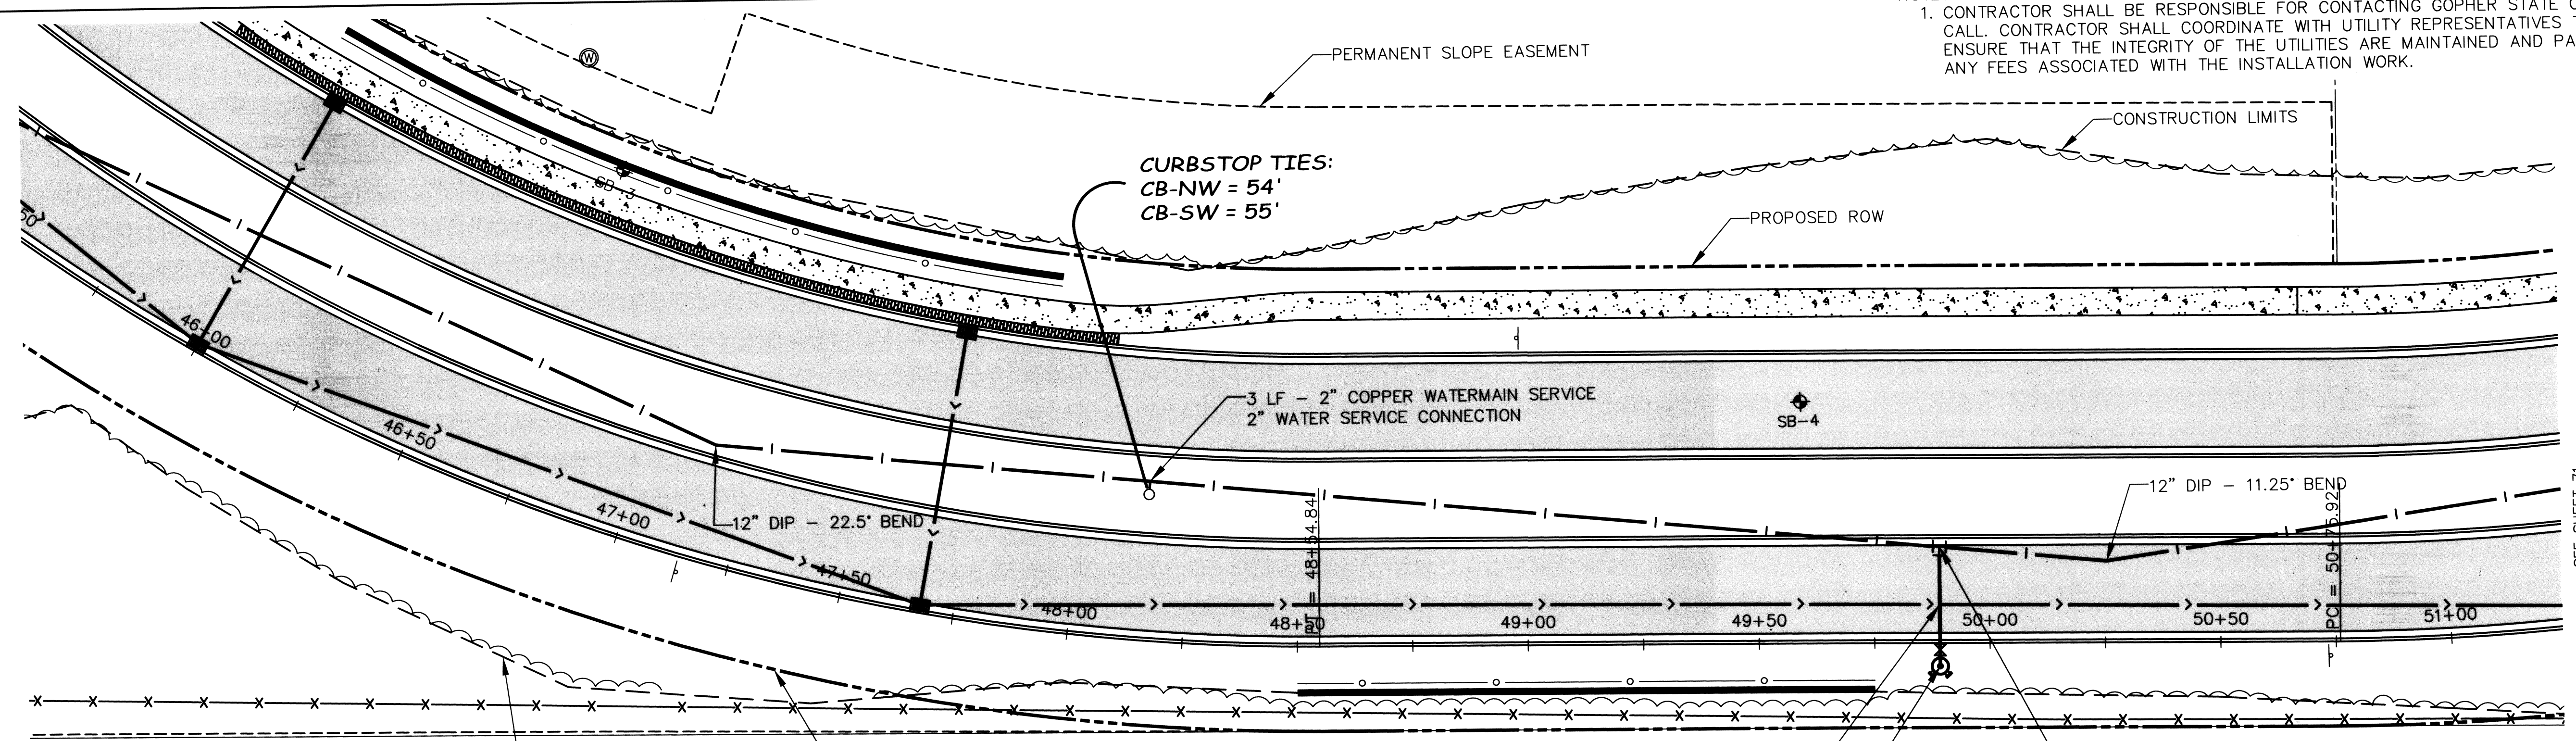 1. CONTRACTOR SHALL BE RESPONSIBLE FOR CONTACTING GOPHER STATE
CALL. CONTRACTOR SHALL COORDINATE WITH UTILITY REPRESENTATIVES
ENSURE THAT THE INTEGRITY OF THE UTILITIES ARE MAINTAINED AND
ANY FEES ASSOCIATED WITH THE INSTALLATION WORK.
PERMANENT SLOPE EASEMENT
W
CONSTRUCTION LIMITS
CURBSTOP TIES:
CB-NW = 54'
CB-SW = 55'
SB-3
PROPOSED ROW
3 LF - 2" COPPER WATERMAIN SERVICE
2" WATER SERVICE CONNECTION
SB-4
12" DIP - 22.5° BEND
12" DIP - 11.25° BEND
46+00
46+50
47+00
47+50
48+00
48+50
PT = 48+54.84
49+00
49+50
50+00
50+50
PC = 50+75.92
51+00
SEE SHEET 71